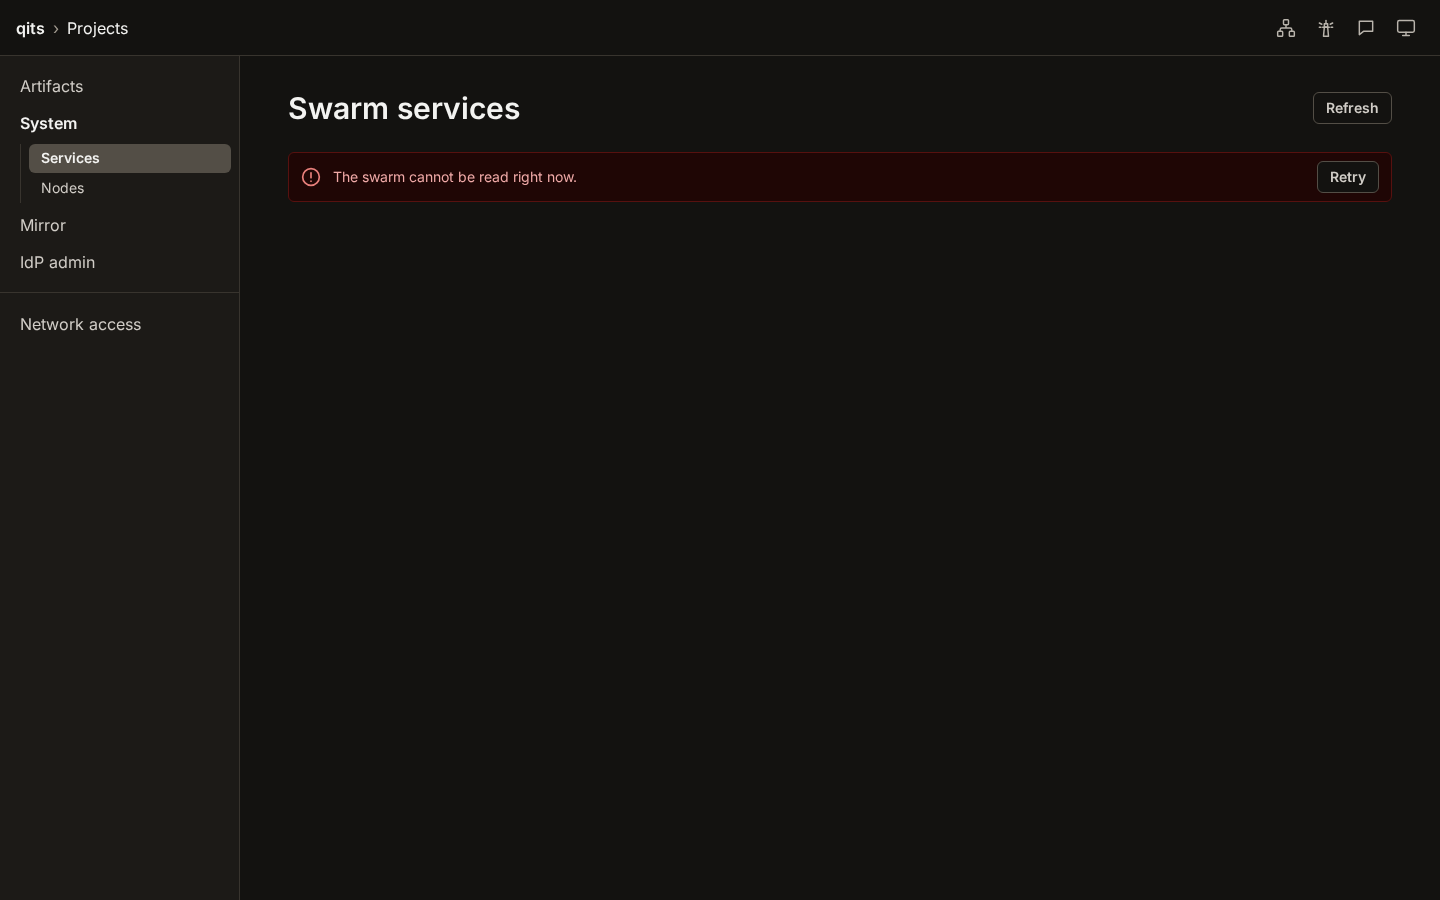 qits › Projects
Artifacts
System
Services
Nodes
Mirror
IdP admin
Network access
Swarm services
Refresh
The swarm cannot be read right now.
Retry